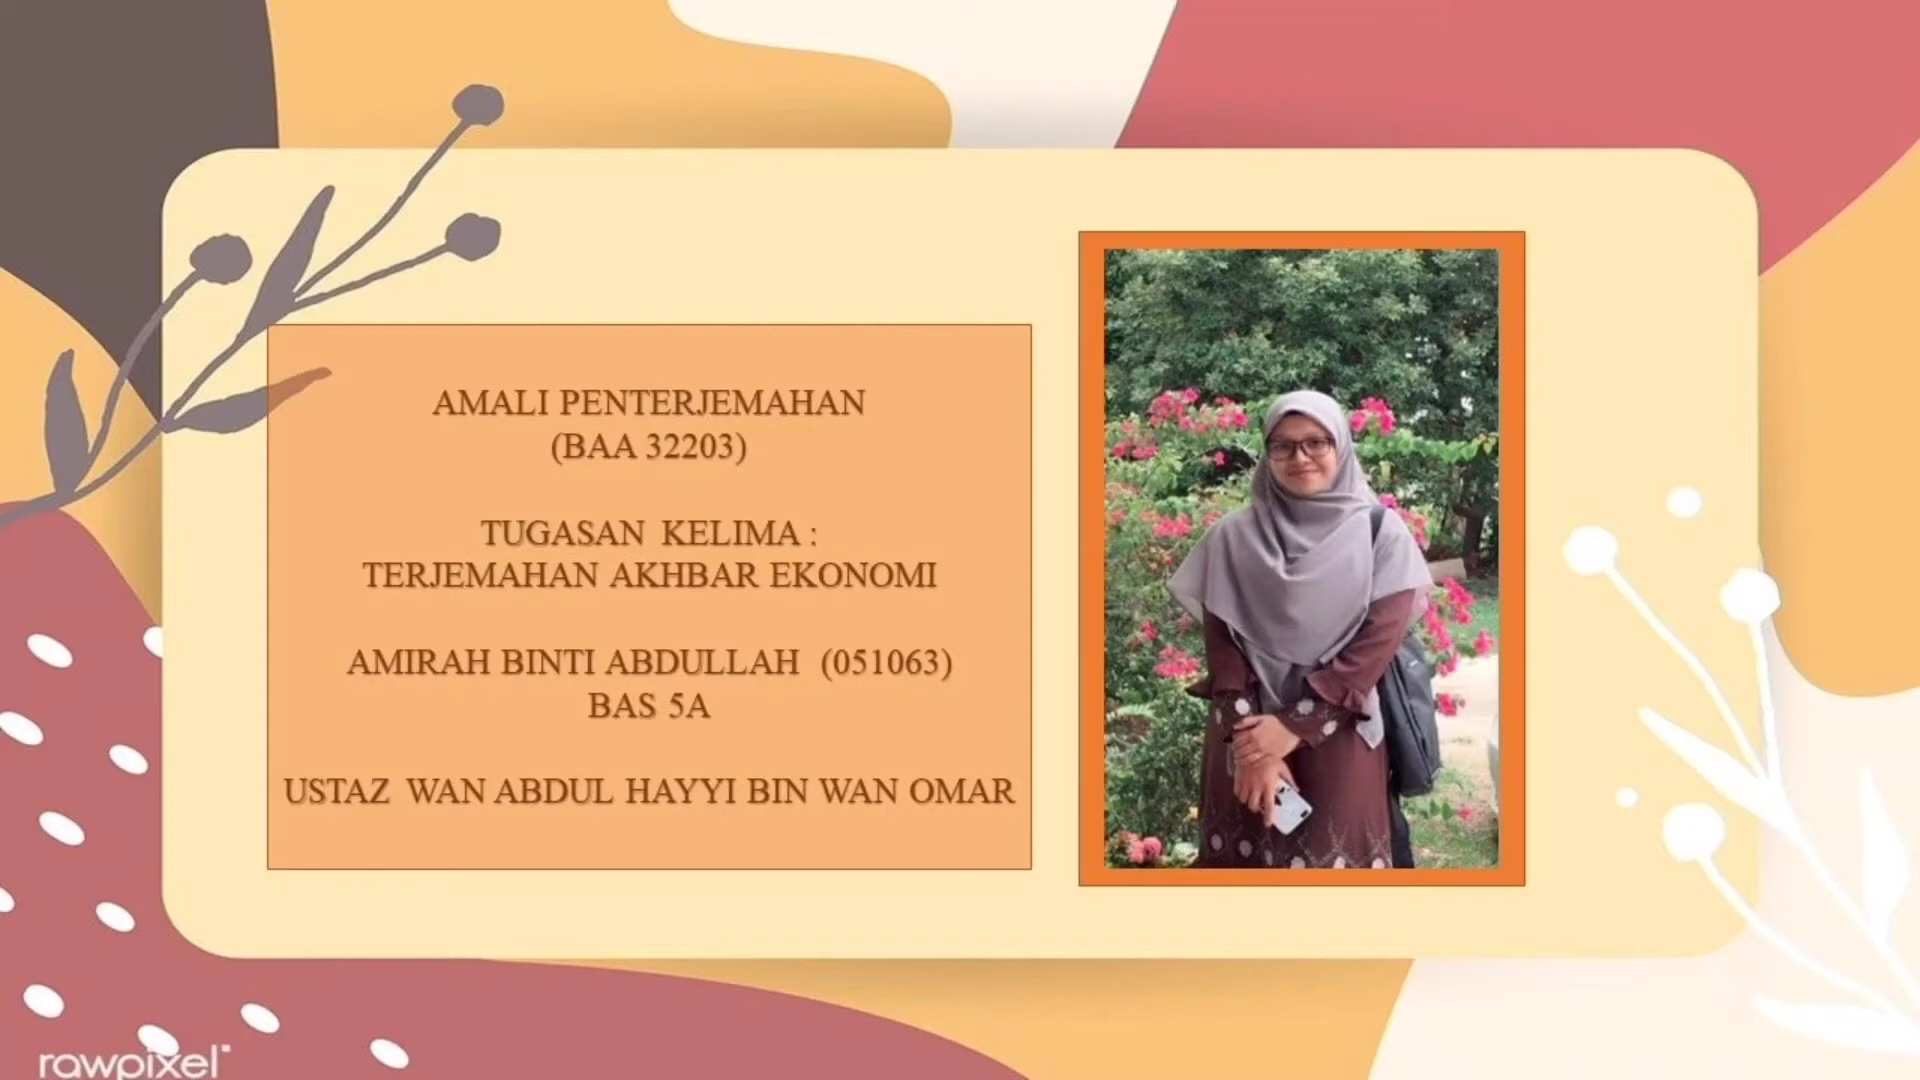 AMALI PENTERJEMAHAN
(BAA 32203)
TUGASAN KELIMA :
TERJEMAHAN AKHBAR EKONOMI
AMIRAH BINTI ABDULLAH (051063)
BAS 5A
USTAZ WAN ABDUL HAYYI BIN WAN OMAR
rawpixel